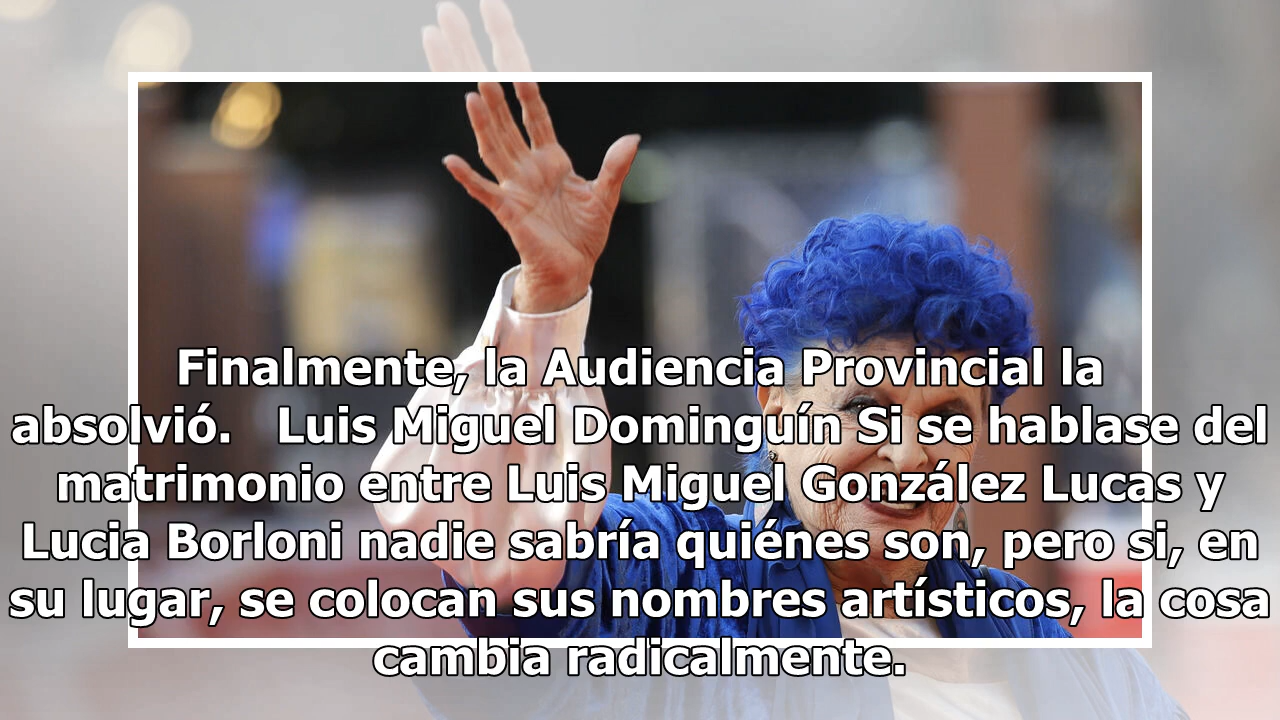 Finalmente, la Audiencia Provincial la
absolvió.   Luis Miguel Dominguín Si se hablase del
matrimonio entre Luis Miguel González Lucas y
Lucia Borloni nadie sabría quiénes son, pero si, en
su lugar, se colocan sus nombres artísticos, la cosa
cambia radicalmente.